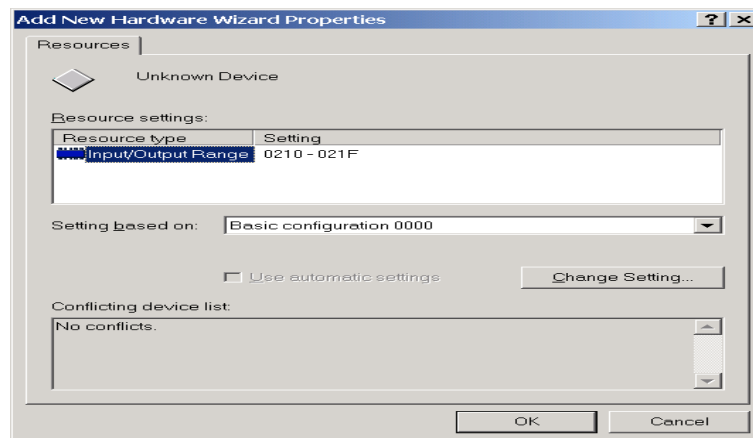 Add New Hardware Wizard Properties
Resources
Unknown Device
Resource settings:
Resource type Setting
Input/Output Range 0210 - 021F
Setting based on: Basic configuration 0000
Use automatic settings Change Setting...
Conflicting device list:
No conflicts.
OK Cancel